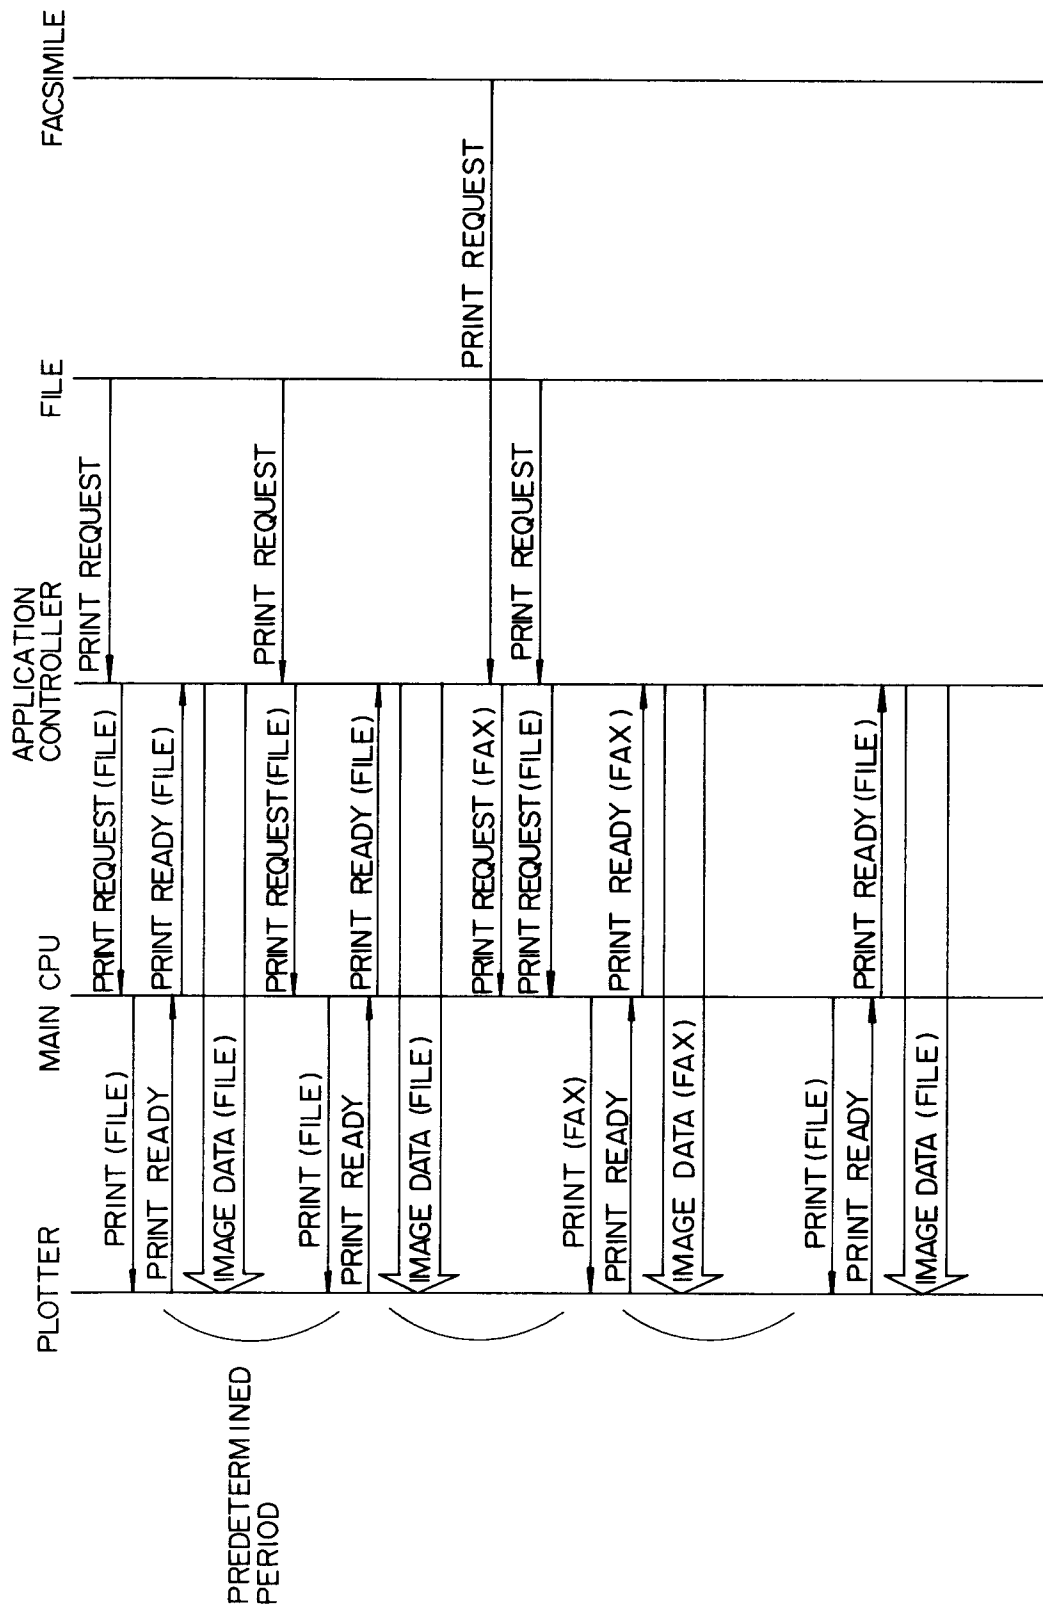 PLOTTER
MAIN CPU
APPLICATION
CONTROLLER
FILE
FACSIMILE
PRINT REQUEST
PRINT REQUEST (FILE)
PRINT (FILE)
PRINT READY
PRINT READY (FILE)
IMAGE DATA (FILE)
PREDETERMINED
PERIOD
PRINT REQUEST
PRINT REQUEST (FILE)
PRINT (FILE)
PRINT READY
PRINT READY (FILE)
IMAGE DATA (FILE)
PRINT REQUEST
PRINT REQUEST (FAX)
PRINT REQUEST
PRINT REQUEST (FILE)
PRINT (FAX)
PRINT READY
PRINT READY (FAX)
IMAGE DATA (FAX)
PRINT (FILE)
PRINT READY
PRINT READY (FILE)
IMAGE DATA (FILE)